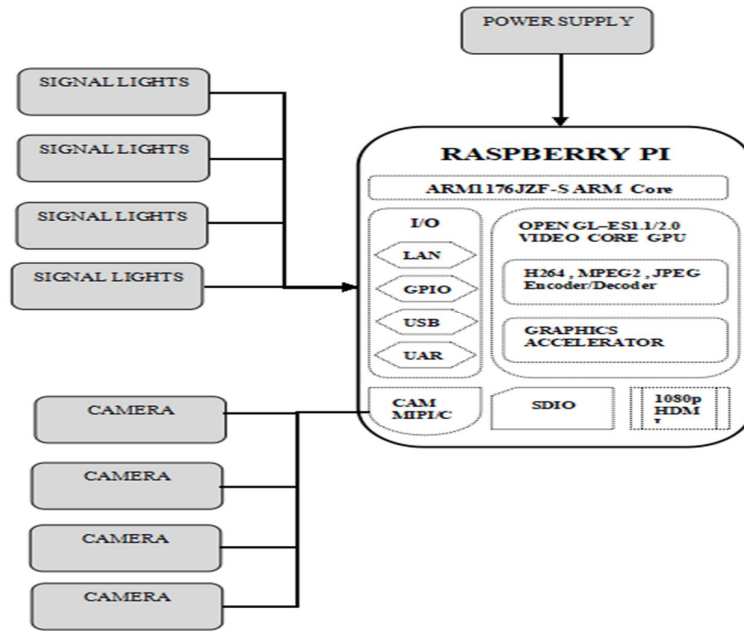 POWER SUPPLY
SIGNAL LIGHTS
SIGNAL LIGHTS
SIGNAL LIGHTS
SIGNAL LIGHTS
RASPBERRY PI
ARM1176JZF-S ARM Core
I/O
LAN
GPIO
USB
UAR
OPEN GL–ES1.1/2.0
VIDEO CORE GPU
H264 , MPEG2 , JPEG
Encoder/Decoder
GRAPHICS
ACCELERATOR
CAM
MIPI/C
SDIO
1080p
HDM
CAMERA
CAMERA
CAMERA
CAMERA